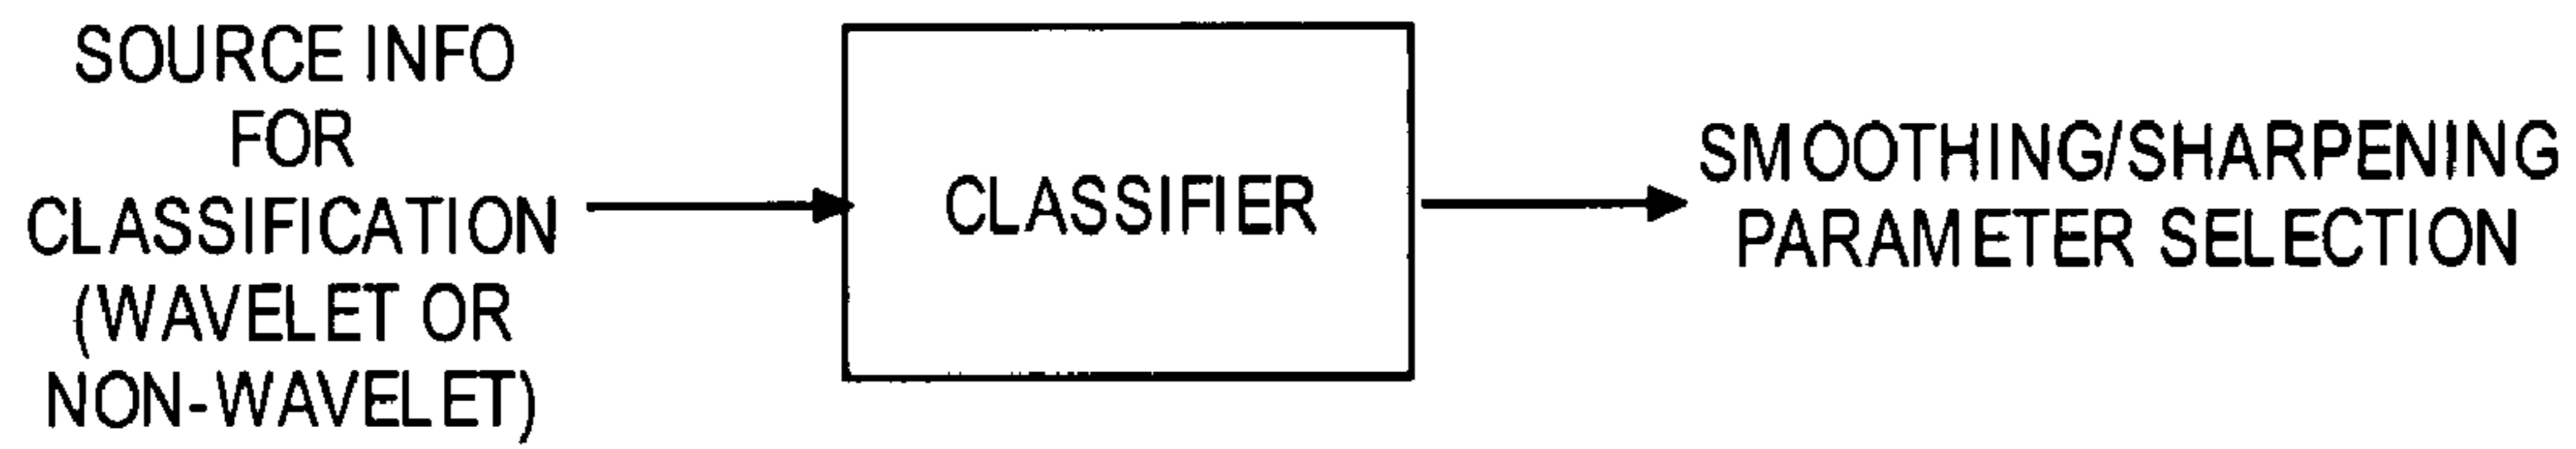 SOURCE INFO
FOR
CLASSIFICATION
(WAVELET OR
NON-WAVELET)
CLASSIFIER
SMOOTHING/SHARPENING
PARAMETER SELECTION